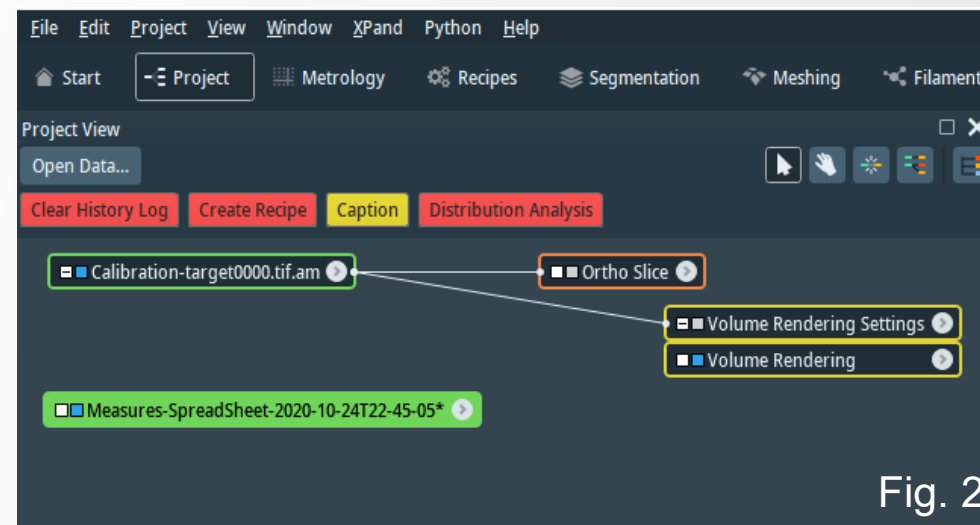 File Edit Project View Window XPand Python Help
Start Project Metrology Recipes Segmentation Meshing Filament
Project View
Open Data...
Clear History Log Create Recipe Caption Distribution Analysis
Calibration-target0000.tif.am Ortho Slice
Volume Rendering Settings
Volume Rendering
Measures-SpreadSheet-2020-10-24T22-45-05*
Fig. 2